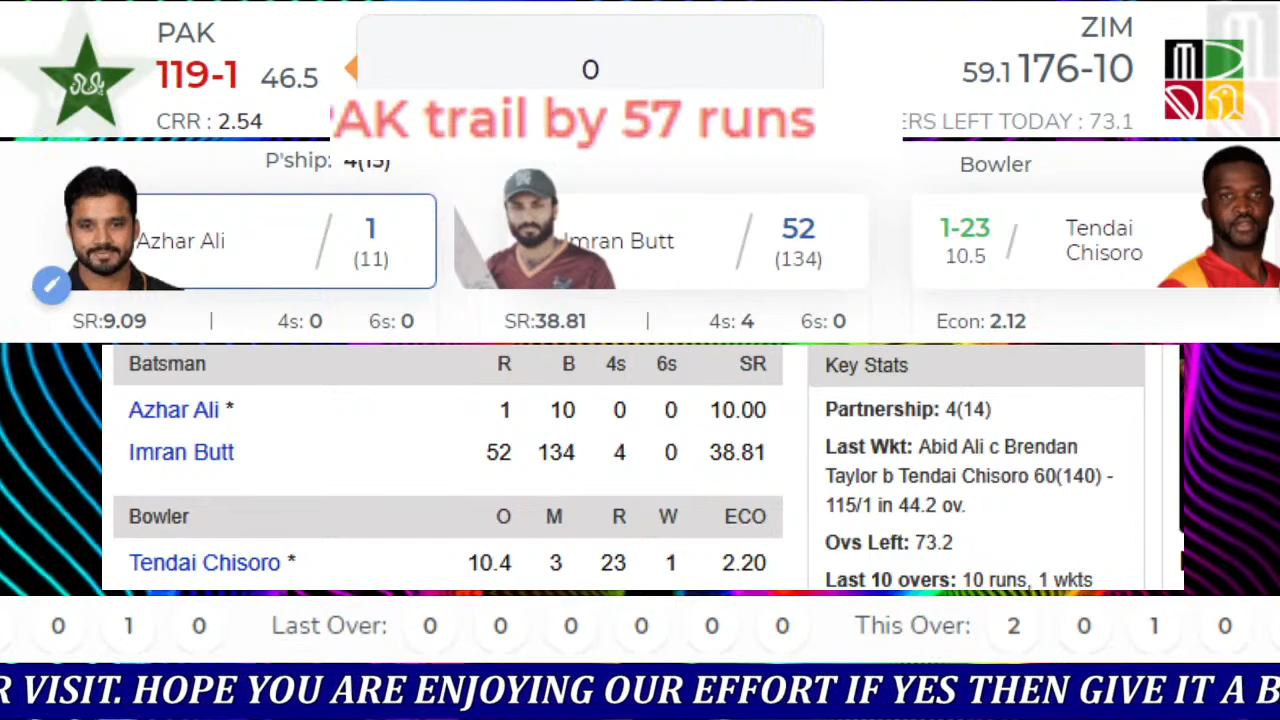 PAK
119-1 46.5
CRR : 2.54
0
PAK trail by 57 runs
ZIM
59.1 176-10
ERS LEFT TODAY : 73.1
P'ship: 4(15)
Azhar Ali
1
(11)
Imran Butt
52
(134)
Bowler
1-23
10.5
Tendai
Chisoro
SR:9.09 | 4s: 0 6s: 0
SR:38.81 | 4s: 4 6s: 0
Econ: 2.12
Batsman R B 4s 6s SR
Azhar Ali * 1 10 0 0 10.00
Imran Butt 52 134 4 0 38.81
Bowler O M R W ECO
Tendai Chisoro * 10.4 3 23 1 2.20
Key Stats
Partnership: 4(14)
Last Wkt: Abid Ali c Brendan
Taylor b Tendai Chisoro 60(140) -
115/1 in 44.2 ov.
Ovs Left: 73.2
Last 10 overs: 10 runs, 1 wkts
0 1 0 Last Over: 0 0 0 0 0 0 This Over: 2 0 1 0
R VISIT. HOPE YOU ARE ENJOYING OUR EFFORT IF YES THEN GIVE IT A B